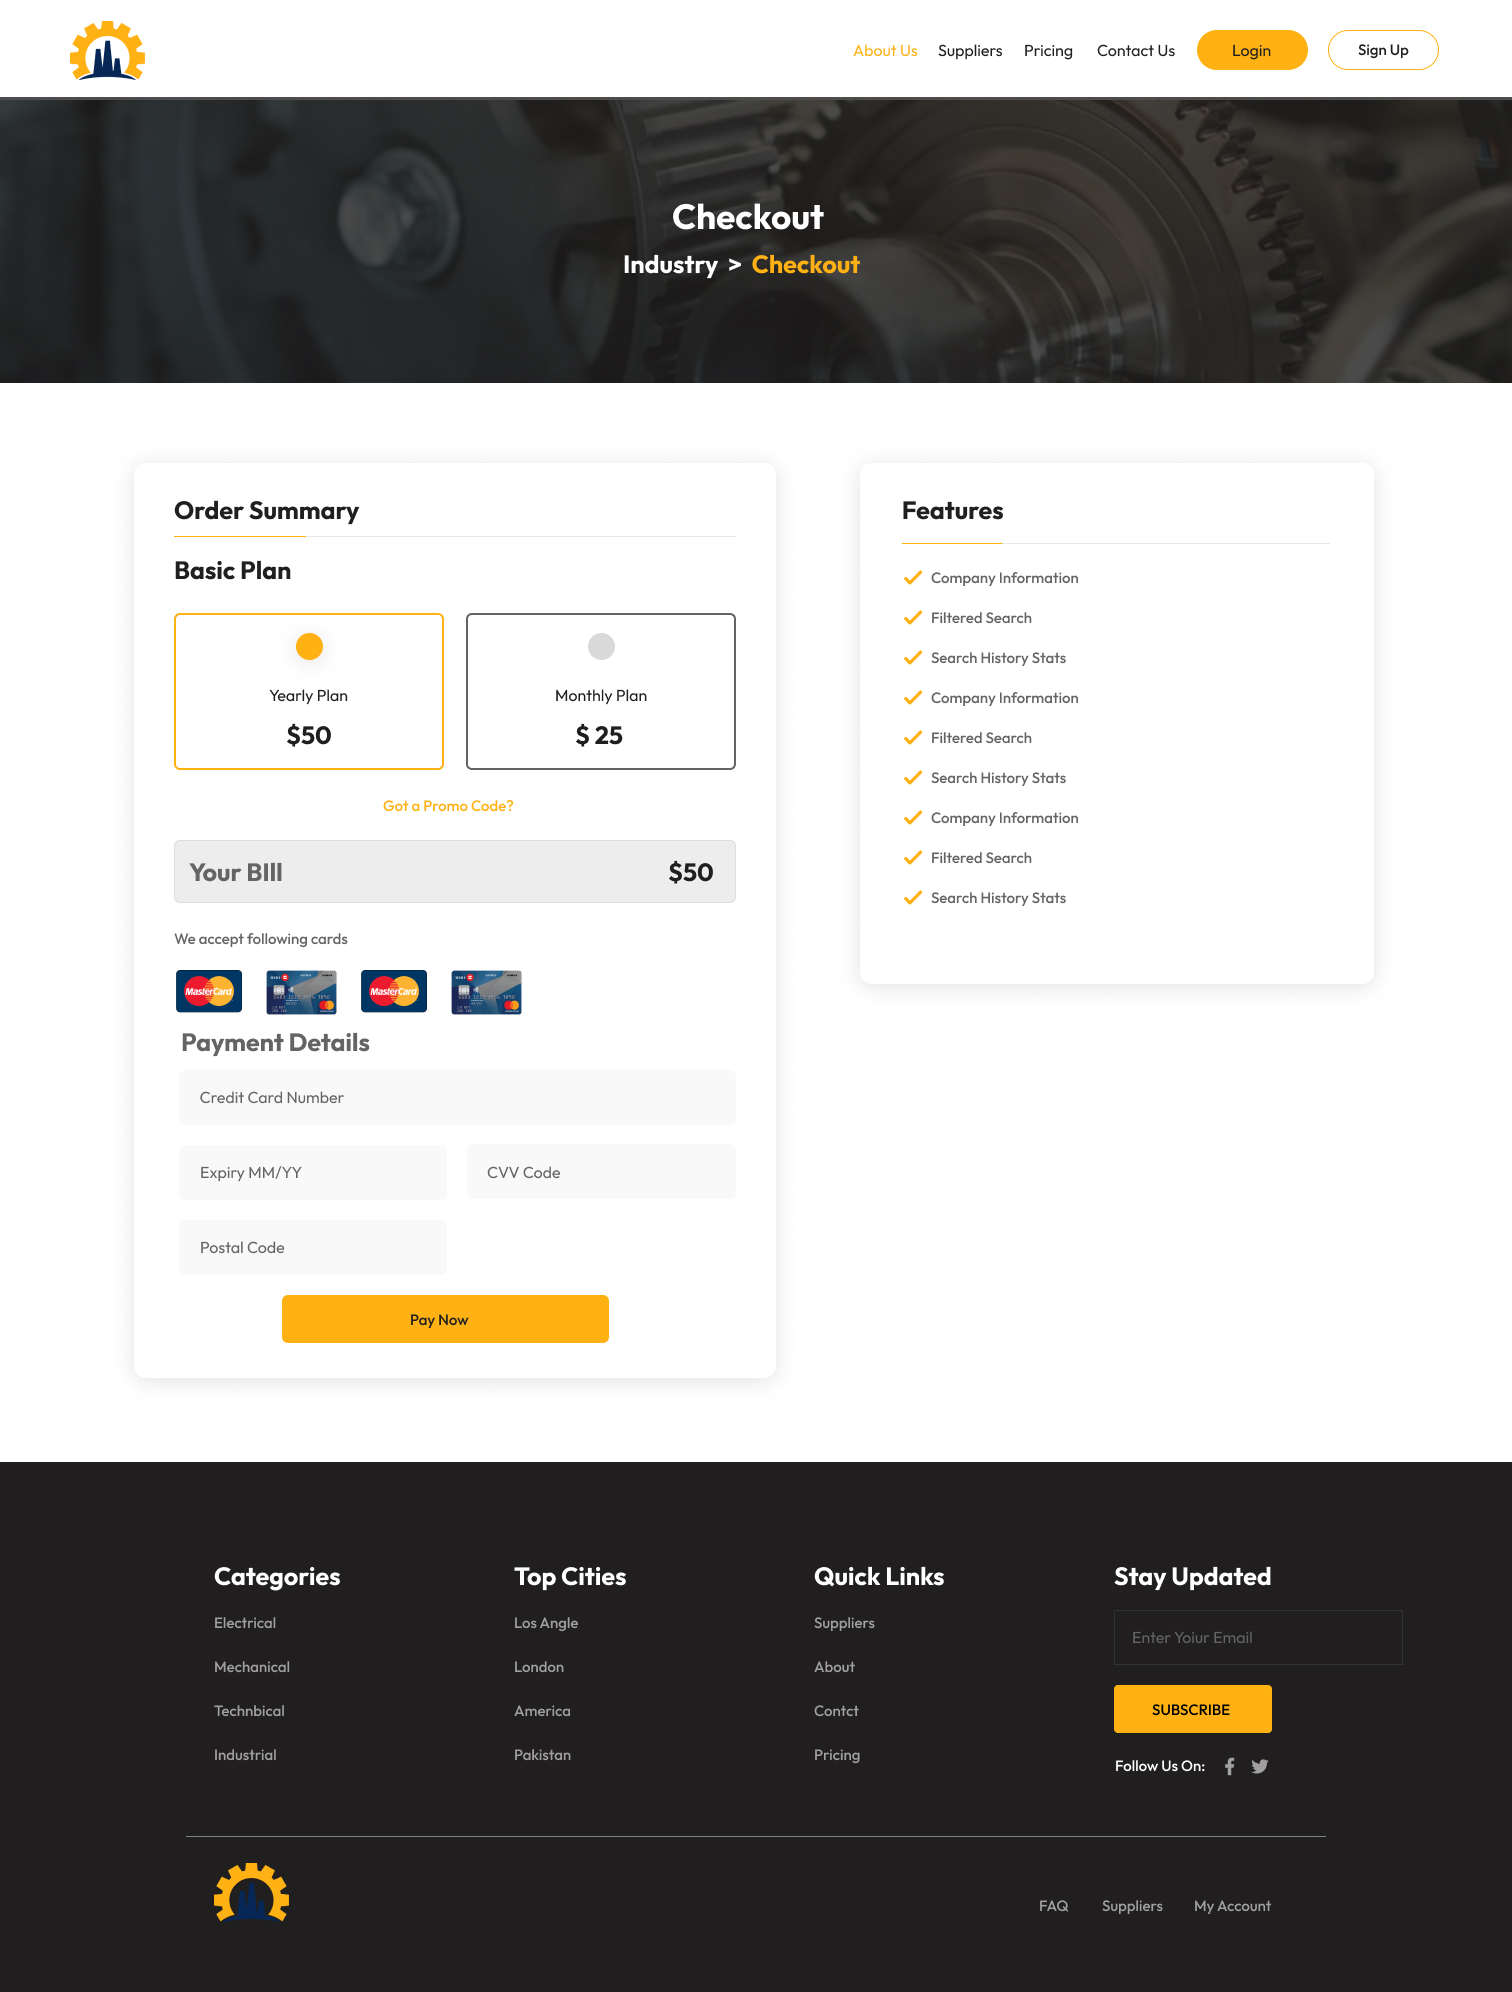 About Us Suppliers Pricing Contact Us Login Sign Up
Checkout
Industry > Checkout
Order Summary
Basic Plan
Yearly Plan
$50
Monthly Plan
$ 25
Got a Promo Code?
Your BIll $50
We accept following cards
MasterCard MasterCard
Payment Details
Credit Card Number
Expiry MM/YY CVV Code
Postal Code
Pay Now
Features
Company Information
Filtered Search
Search History Stats
Company Information
Filtered Search
Search History Stats
Company Information
Filtered Search
Search History Stats
Categories
Electrical
Mechanical
Technbical
Industrial
Top Cities
Los Angle
London
America
Pakistan
Quick Links
Suppliers
About
Contct
Pricing
Stay Updated
Enter Yoiur Email
SUBSCRIBE
Follow Us On:
FAQ Suppliers My Account